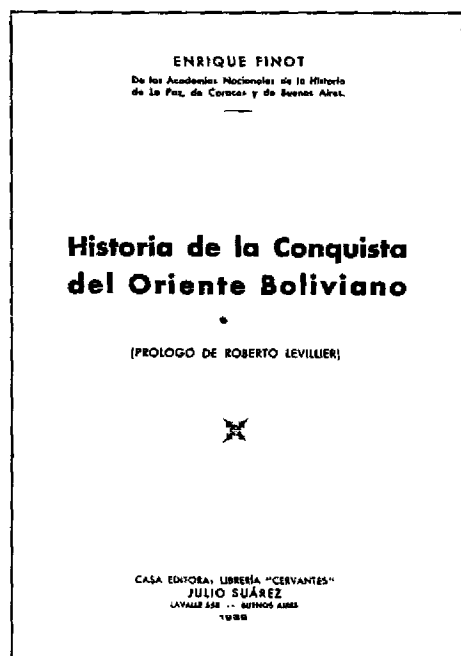 ENRIQUE FINOT
De las Academias Nacionales de la Historia
de La Paz, de Caracas y de Buenos Aires.
Historia de la Conquista
del Oriente Boliviano
(PROLOGO DE ROBERTO LEVILLIER)
CASA EDITORA, LIBRERÍA "CERVANTES"
JULIO SUÁREZ
LAVALLE 558 -- BUENOS AIRES